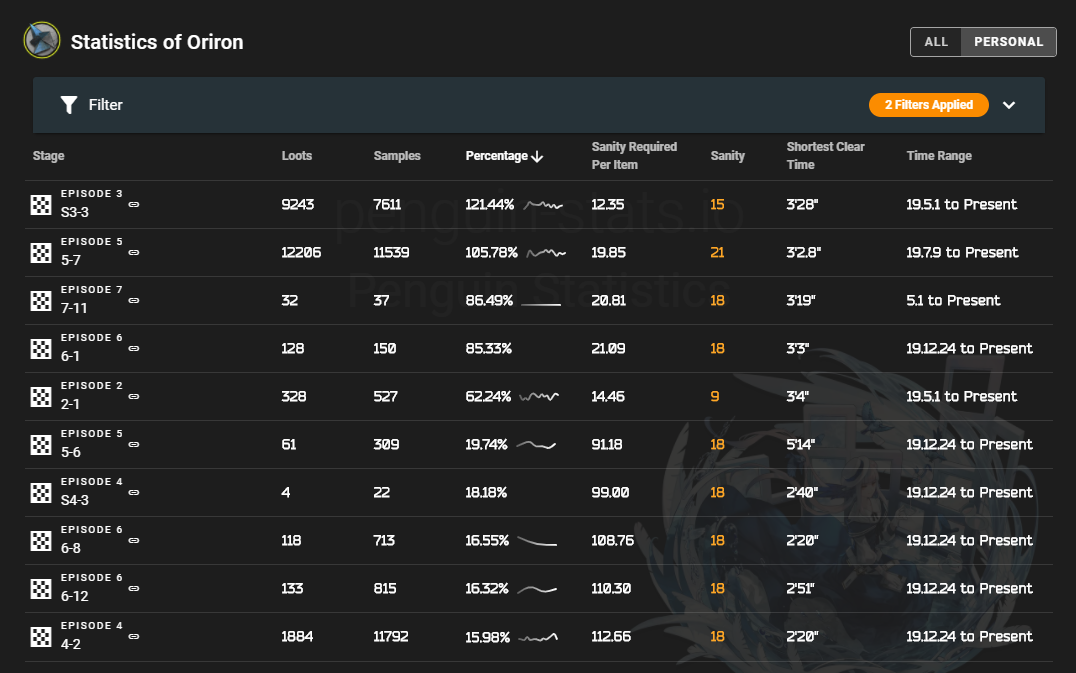 Statistics of Oriron
ALL PERSONAL
Filter
2 Filters Applied
Stage Loots Samples Percentage Sanity Required Per Item Sanity Shortest Clear Time Time Range
EPISODE 3
S3-3 9243 7611 121.44% 12.35 15 3'28" 19.5.1 to Present
EPISODE 5
5-7 12206 11539 105.78% 19.85 21 3'2.8" 19.7.9 to Present
EPISODE 7
7-11 32 37 86.49% 20.81 18 3'19" 5.1 to Present
EPISODE 6
6-1 128 150 85.33% 21.09 18 3'3" 19.12.24 to Present
EPISODE 2
2-1 328 527 62.24% 14.46 9 3'4" 19.5.1 to Present
EPISODE 5
5-6 61 309 19.74% 91.18 18 5'14" 19.12.24 to Present
EPISODE 4
S4-3 4 22 18.18% 99.00 18 2'40" 19.12.24 to Present
EPISODE 6
6-8 118 713 16.55% 108.76 18 2'20" 19.12.24 to Present
EPISODE 6
6-12 133 815 16.32% 110.30 18 2'51" 19.12.24 to Present
EPISODE 4
4-2 1884 11792 15.98% 112.66 18 2'20" 19.12.24 to Present
penguin-stats.io
Penguin Statistics